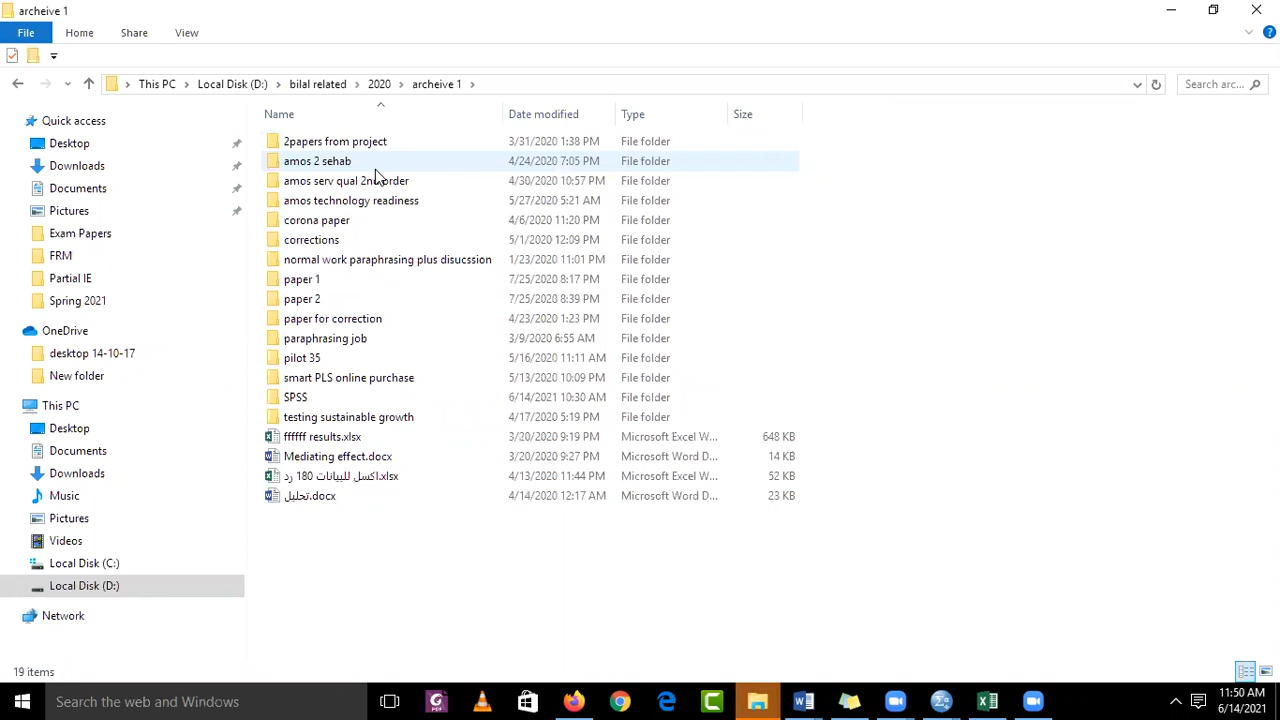 archeive 1
File Home Share View
This PC Local Disk (D:) bilal related 2020 archeive 1 Search arc...
Name Date modified Type Size
Quick access
Desktop
Downloads
Documents
Pictures
Exam Papers
FRM
Partial IE
Spring 2021
OneDrive
desktop 14-10-17
New folder
This PC
Desktop
Documents
Downloads
Music
Pictures
Videos
Local Disk (C:)
Local Disk (D:)
Network
2papers from project 3/31/2020 1:38 PM File folder
amos 2 sehab 4/24/2020 7:05 PM File folder
amos serv qual 2nd order 4/30/2020 10:57 PM File folder
amos technology readiness 5/27/2020 5:21 AM File folder
corona paper 4/6/2020 11:20 PM File folder
corrections 5/1/2020 12:09 PM File folder
normal work paraphrasing plus disucssion 1/23/2020 11:01 PM File folder
paper 1 7/25/2020 8:17 PM File folder
paper 2 7/25/2020 8:39 PM File folder
paper for correction 4/23/2020 1:23 PM File folder
paraphrasing job 3/9/2020 6:55 AM File folder
pilot 35 5/16/2020 11:11 AM File folder
smart PLS online purchase 5/13/2020 10:09 PM File folder
SPSS 6/14/2021 10:30 AM File folder
testing sustainable growth 4/17/2020 5:19 PM File folder
ffffff results.xlsx 3/20/2020 9:19 PM Microsoft Excel W... 648 KB
Mediating effect.docx 3/20/2020 9:27 PM Microsoft Word D... 14 KB
اكسل للبيانات 180 رد.xlsx 4/13/2020 11:44 PM Microsoft Excel W... 52 KB
تحليل.docx 4/14/2020 12:17 AM Microsoft Word D... 23 KB
19 items
Search the web and Windows
11:50 AM
6/14/2021